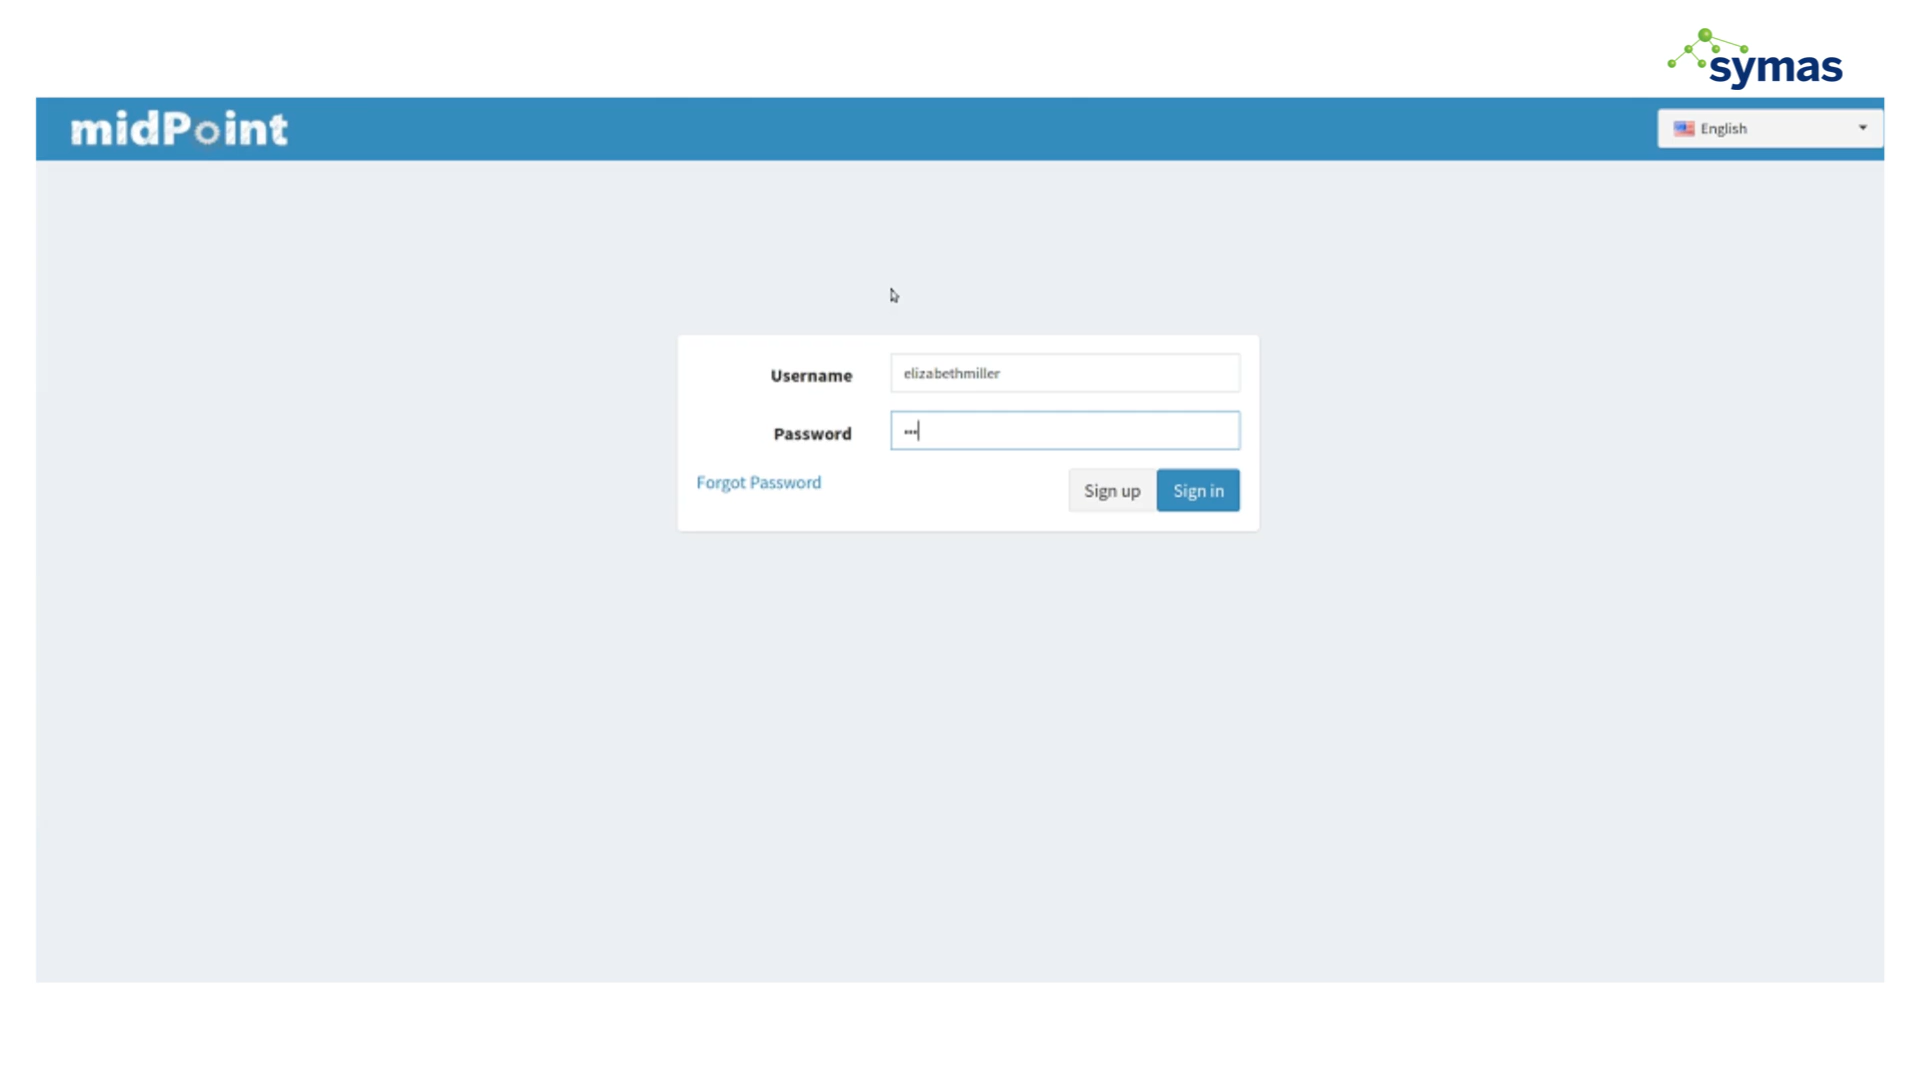 symas
midPoint
English
Username
elizabethmiller
Password
•••
Forgot Password
Sign up
Sign in